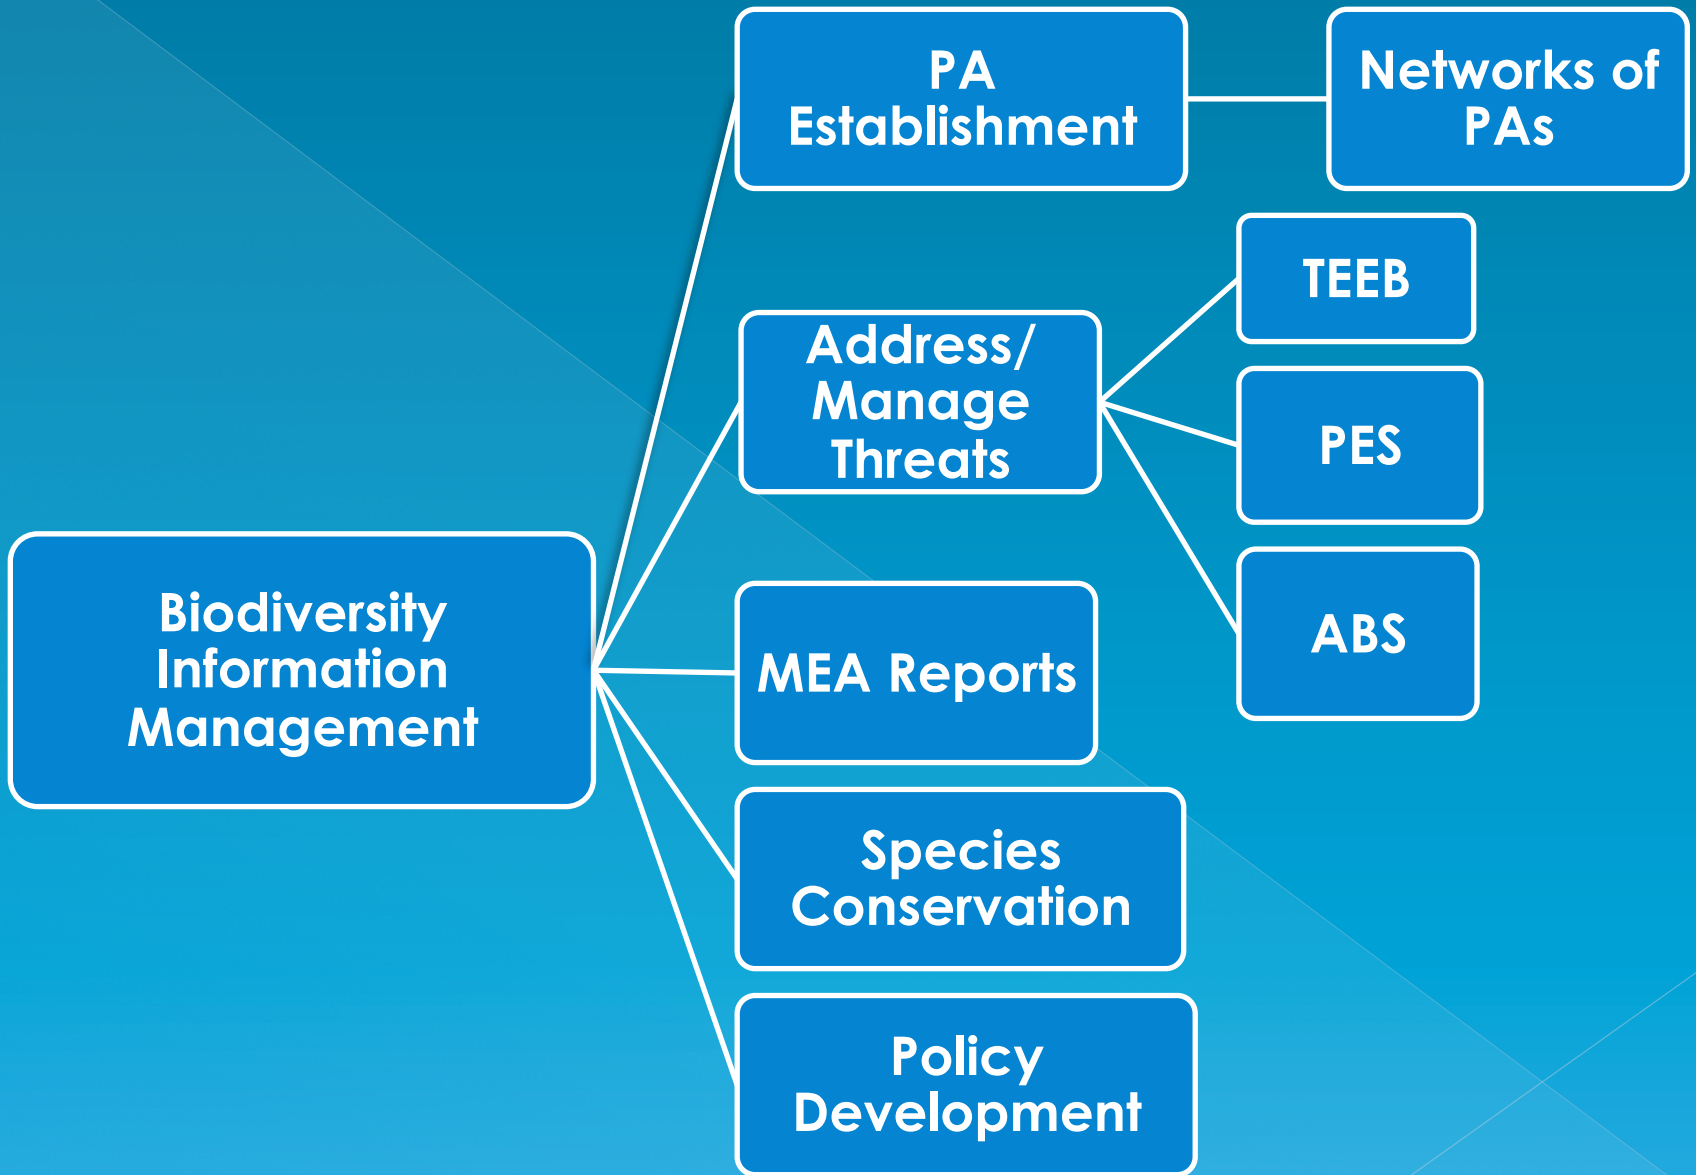 PA
Establishment
Networks of
PAs
TEEB
Address/
Manage
Threats
PES
ABS
Biodiversity
Information
Management
MEA Reports
Species
Conservation
Policy
Development